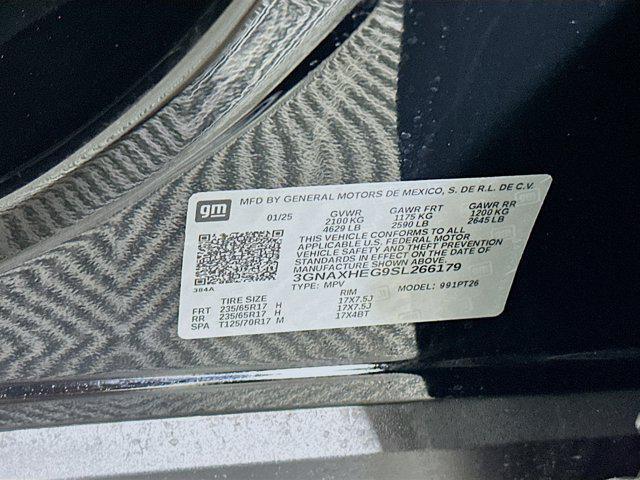 gm MFD BY GENERAL MOTORS DE MEXICO, S. DE R.L. DE C.V.
01/25 GVWR GAWR FRT GAWR RR
2100 KG 1175 KG 1200 KG
4629 LB 2590 LB 2645 LB
THIS VEHICLE CONFORMS TO ALL
APPLICABLE U.S. FEDERAL MOTOR
VEHICLE SAFETY AND THEFT PREVENTION
STANDARDS IN EFFECT ON THE DATE OF
MANUFACTURE SHOWN ABOVE.
3GNAXHEG9SL266179
384A TYPE: MPV MODEL: 991PT26
TIRE SIZE RIM
FRT 235/65R17 H 17X7.5J
RR 235/65R17 H 17X7.5J
SPA T125/70R17 M 17X4BT